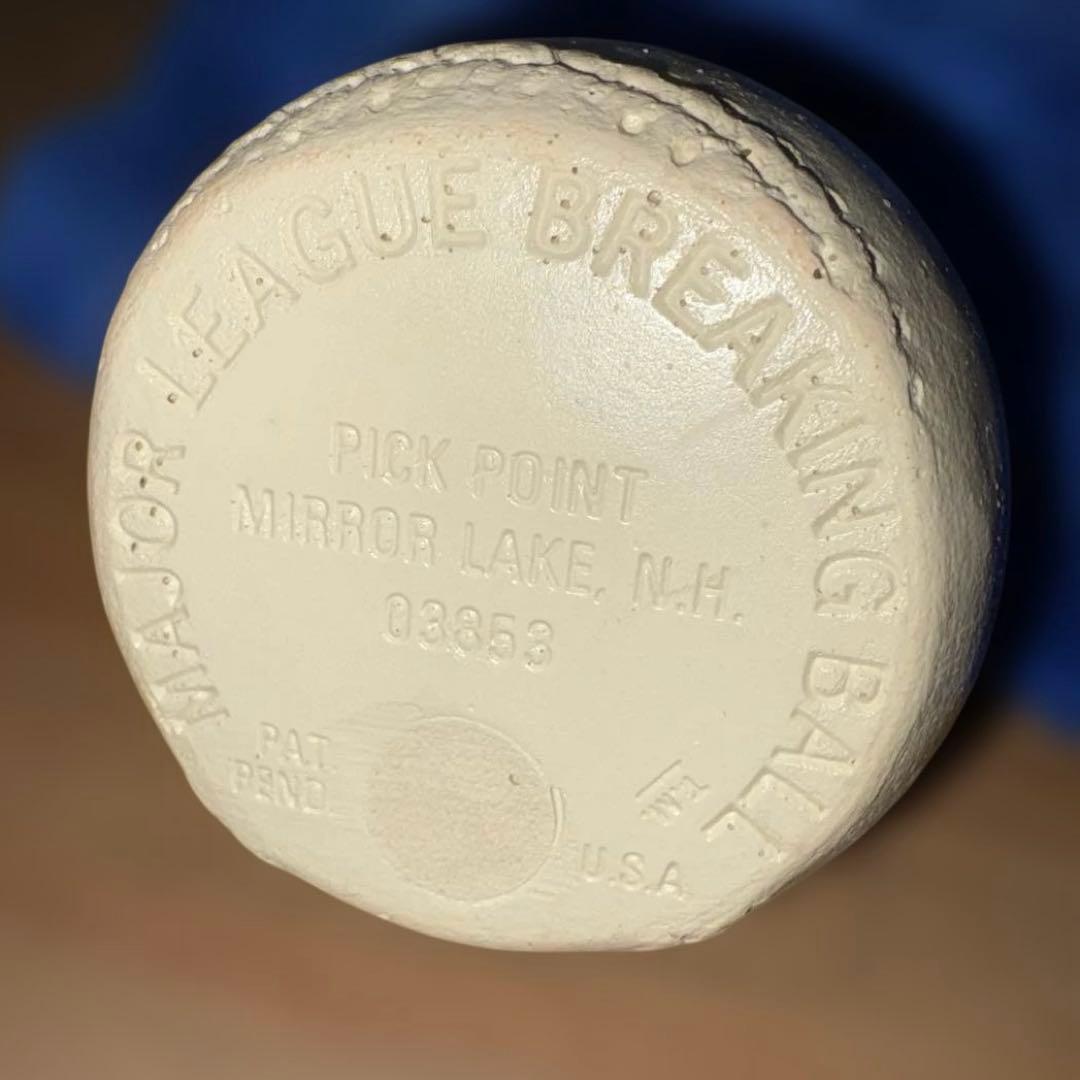 MAJOR LEAGUE BREAKING BALL
PICK POINT
MIRROR LAKE, N.H.
03853
PAT.
PEND.
U.S.A.